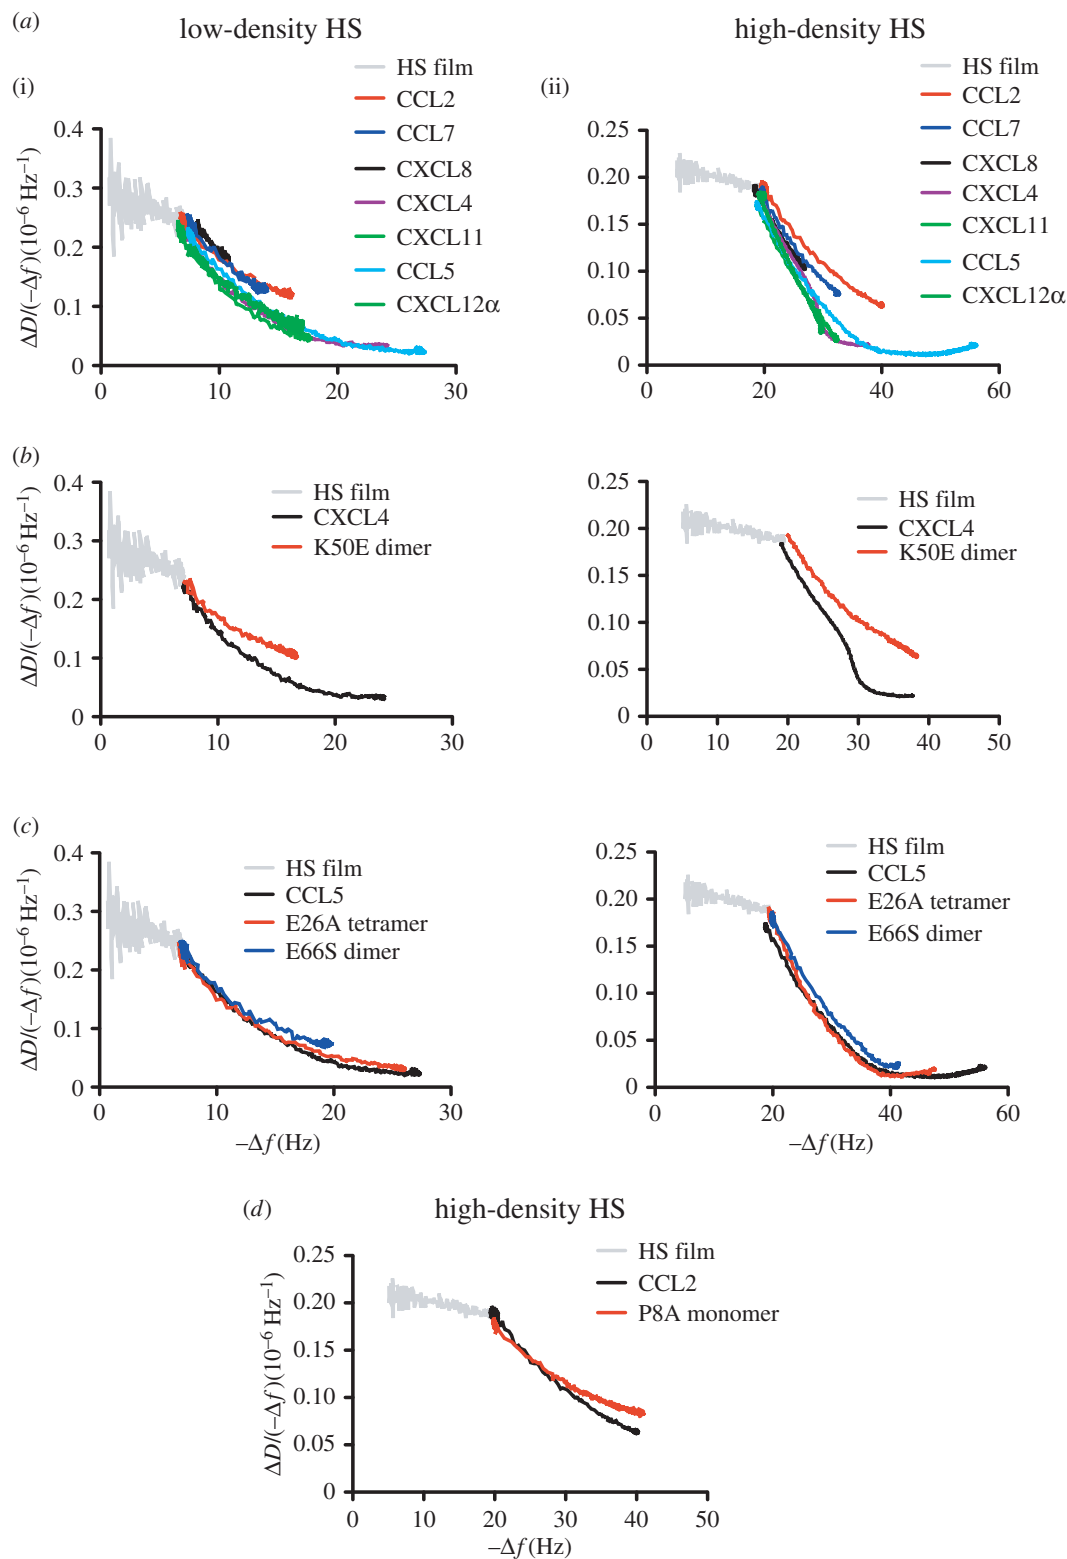 (a)
low-density HS
high-density HS
(i)
HS film
CCL2
CCL7
CXCL8
CXCL4
CXCL11
CCL5
CXCL12α
0.4
0.3
0.2
0.1
0
ΔD/(−Δf)(10⁻⁶ Hz⁻¹)
0 10 20 30
(ii)
HS film
CCL2
CCL7
CXCL8
CXCL4
CXCL11
CCL5
CXCL12α
0.25
0.20
0.15
0.10
0.05
0
0 20 40 60
(b)
HS film
CXCL4
K50E dimer
0.4
0.3
0.2
0.1
0
ΔD/(−Δf)(10⁻⁶ Hz⁻¹)
0 10 20 30
HS film
CXCL4
K50E dimer
0.25
0.20
0.15
0.10
0.05
0
0 10 20 30 40 50
(c)
HS film
CCL5
E26A tetramer
E66S dimer
0.4
0.3
0.2
0.1
0
ΔD/(−Δf)(10⁻⁶ Hz⁻¹)
0 10 20 30
−Δf(Hz)
HS film
CCL5
E26A tetramer
E66S dimer
0.25
0.20
0.15
0.10
0.05
0
0 20 40 60
−Δf(Hz)
(d)
high-density HS
HS film
CCL2
P8A monomer
0.25
0.20
0.15
0.10
0.05
0
ΔD/(−Δf)(10⁻⁶ Hz⁻¹)
0 10 20 30 40 50
−Δf(Hz)